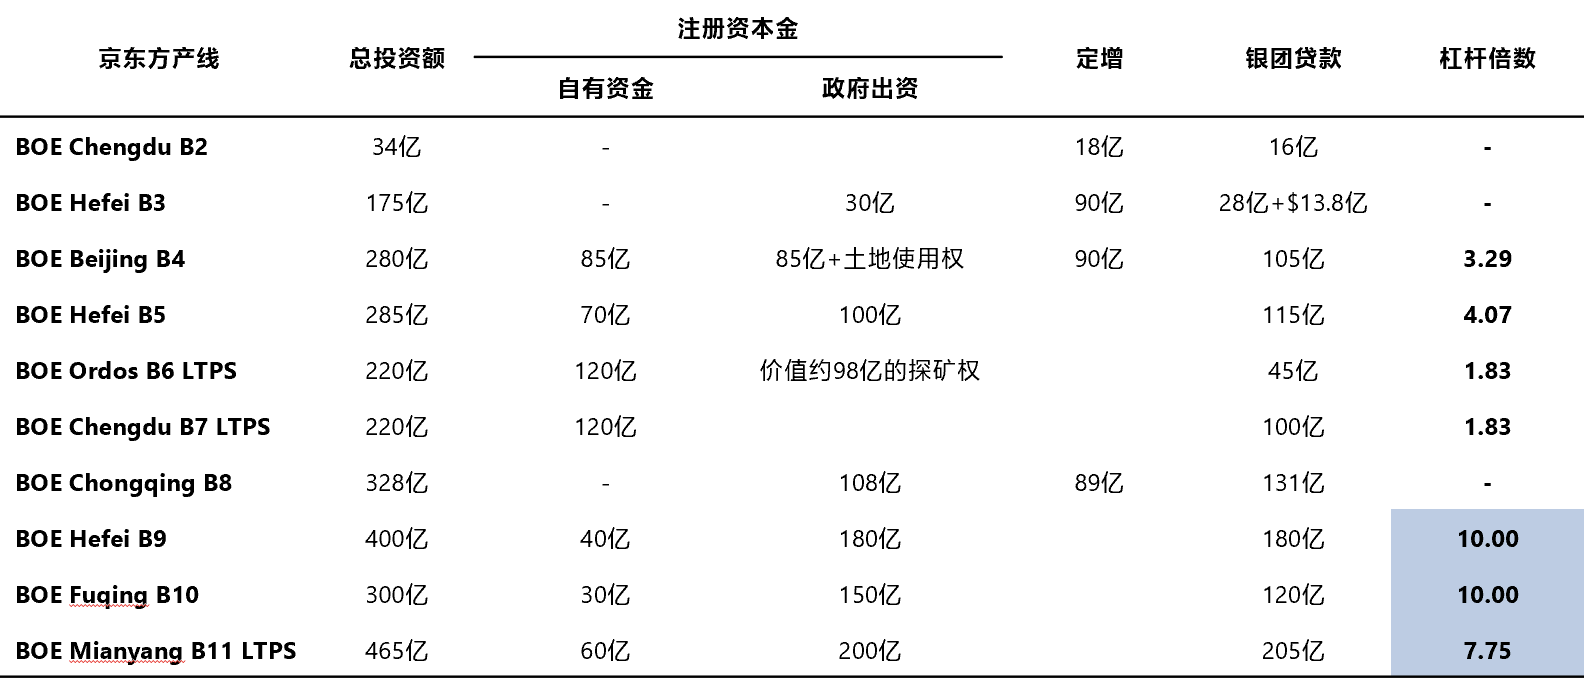 京东方产线 总投资额 注册资本金 定增 银团贷款 杠杆倍数
自有资金 政府出资
BOE Chengdu B2 34亿 - 18亿 16亿 -
BOE Hefei B3 175亿 - 30亿 90亿 28亿+$13.8亿 -
BOE Beijing B4 280亿 85亿 85亿+土地使用权 90亿 105亿 3.29
BOE Hefei B5 285亿 70亿 100亿 115亿 4.07
BOE Ordos B6 LTPS 220亿 120亿 价值约98亿的探矿权 45亿 1.83
BOE Chengdu B7 LTPS 220亿 120亿 100亿 1.83
BOE Chongqing B8 328亿 - 108亿 89亿 131亿 -
BOE Hefei B9 400亿 40亿 180亿 180亿 10.00
BOE Fuqing B10 300亿 30亿 150亿 120亿 10.00
BOE Mianyang B11 LTPS 465亿 60亿 200亿 205亿 7.75